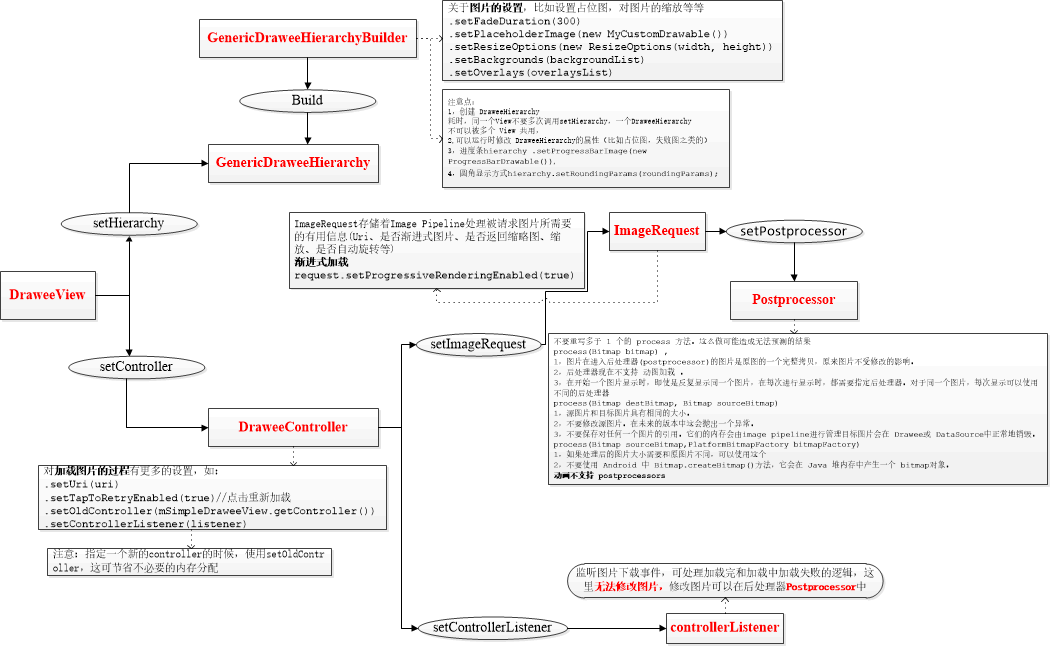 关于图片的设置，比如设置占位图，对图片的缩放等等
.setFadeDuration(300)
.setPlaceholderImage(new MyCustomDrawable())
.setResizeOptions(new ResizeOptions(width, height))
.setBackgrounds(backgroundList)
.setOverlays(overlaysList)
GenericDraweeHierarchyBuilder
Build
注意点：
1，创建 DraweeHierarchy
耗时，同一个View不要多次调用setHierarchy，一个DraweeHierarchy
不可以被多个 View 共用，
2,可以运行时修改 DraweeHierarchy的属性（比如占位图，失败图之类的）
3，进度条hierarchy .setProgressBarImage(new
ProgressBarDrawable())，
4，圆角显示方式hierarchy.setRoundingParams(roundingParams);
GenericDraweeHierarchy
setHierarchy
ImageRequest存储着Image Pipeline处理被请求图片所需要
的有用信息(Uri、是否渐进式图片、是否返回缩略图、缩
放、是否自动旋转等)
渐进式加载
request.setProgressiveRenderingEnabled(true)
ImageRequest
setPostprocessor
DraweeView
Postprocessor
setImageRequest
setController
不要重写多于 1 个的 process 方法。这么做可能造成无法预测的结果
process(Bitmap bitmap) ,
1，图片在进入后处理器(postprocessor)的图片是原图的一个完整拷贝，原来图片不受修改的影响。
2，后处理器现在不支持 动图加载 。
3，在开始一个图片显示时，即使是反复显示同一个图片，在每次进行显示时，都需要指定后处理器。对于同一个图片，每次显示可以使用
不同的后处理器
process(Bitmap destBitmap, Bitmap sourceBitmap)
1，源图片和目标图片具有相同的大小。
2，不要修改源图片。在未来的版本中这会抛出一个异常。
3，不要保存对任何一个图片的引用。它们的内存会由image pipeline进行管理目标图片会在 Drawee或 DataSource中正常地销毁。
process(Bitmap sourceBitmap,PlatformBitmapFactory bitmapFactory)
1，如果处理后的图片大小需要和原图片不同，可以使用这个
2，不要使用 Android 中 Bitmap.createBitmap()方法，它会在 Java 堆内存中产生一个 bitmap对象。
动画不支持 postprocessors
DraweeController
对加载图片的过程有更多的设置，如：
.setUri(uri)
.setTapToRetryEnabled(true)//点击重新加载
.setOldController(mSimpleDraweeView.getController())
.setControllerListener(listener)
注意：指定一个新的controller的时候，使用setOldContr
oller，这可节省不必要的内存分配
监听图片下载事件，可处理加载完和加载中加载失败的逻辑，这
里无法修改图片，修改图片可以在后处理器Postprocessor中
setControllerListener
controllerListener